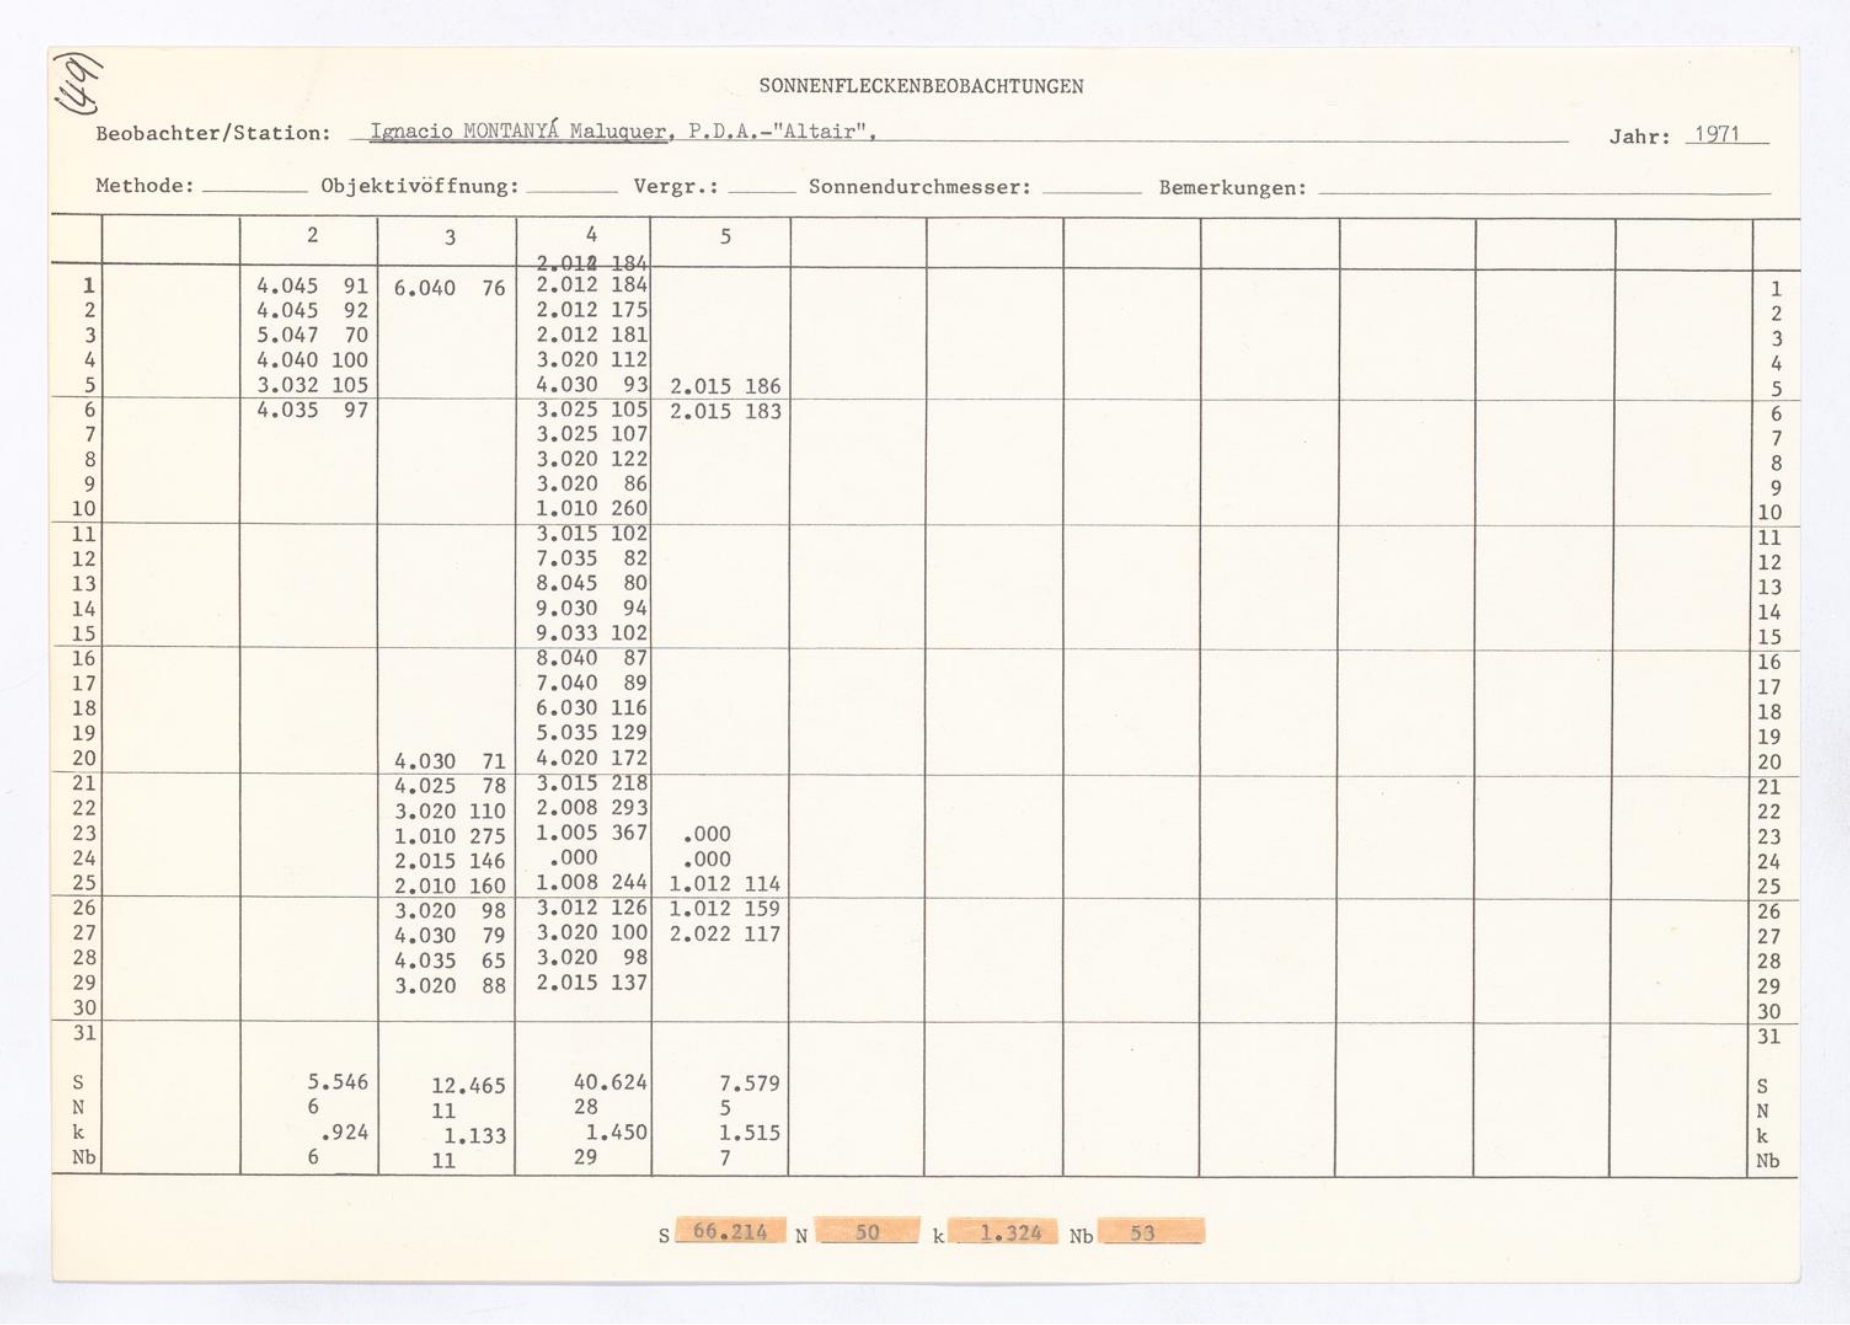 (49)
SONNENFLECKENBEOBACHTUNGEN
Beobachter/Station: Ignacio MONTANYÁ Maluquer, P.D.A.-"Altair", Jahr: 1971
Methode: Objektivöffnung: Vergr.: Sonnendurchmesser: Bemerkungen:
2 3 4 5
2.012 184
1 4.045 91 6.040 76 2.012 184 1
2 4.045 92 2.012 175 2
3 5.047 70 2.012 181 3
4 4.040 100 3.020 112 4
5 3.032 105 4.030 93 2.015 186 5
6 4.035 97 3.025 105 2.015 183 6
7 3.025 107 7
8 3.020 122 8
9 3.020 86 9
10 1.010 260 10
11 3.015 102 11
12 7.035 82 12
13 8.045 80 13
14 9.030 94 14
15 9.033 102 15
16 8.040 87 16
17 7.040 89 17
18 6.030 116 18
19 5.035 129 19
20 4.030 71 4.020 172 20
21 4.025 78 3.015 218 21
22 3.020 110 2.008 293 22
23 1.010 275 1.005 367 .000 23
24 2.015 146 .000 .000 24
25 2.010 160 1.008 244 1.012 114 25
26 3.020 98 3.012 126 1.012 159 26
27 4.030 79 3.020 100 2.022 117 27
28 4.035 65 3.020 98 28
29 3.020 88 2.015 137 29
30 30
31 31
S 5.546 12.465 40.624 7.579 S
N 6 11 28 5 N
k .924 1.133 1.450 1.515 k
Nb 6 11 29 7 Nb
S 66.214 N 50 k 1.324 Nb 53